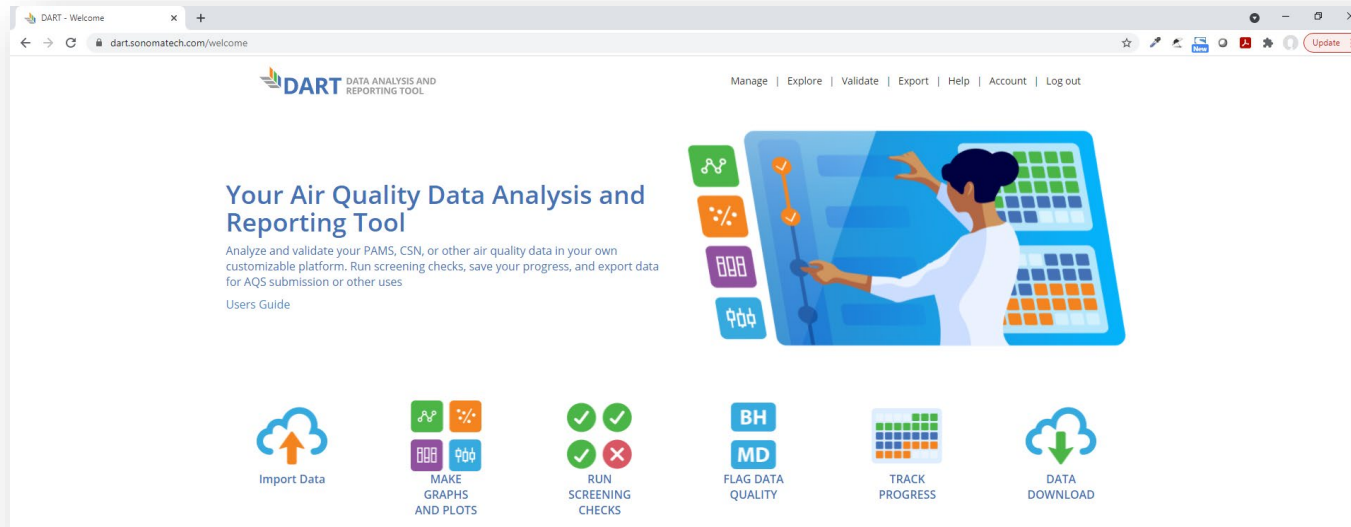 DART - Welcome
dart.sonomatech.com/welcome
New
Update
DART DATA ANALYSIS AND
REPORTING TOOL
Manage | Explore | Validate | Export | Help | Account | Log out
Your Air Quality Data Analysis and
Reporting Tool
Analyze and validate your PAMS, CSN, or other air quality data in your own
customizable platform. Run screening checks, save your progress, and export data
for AQS submission or other uses
Users Guide
BH
MD
Import Data
MAKE
GRAPHS
AND PLOTS
RUN
SCREENING
CHECKS
FLAG DATA
QUALITY
TRACK
PROGRESS
DATA
DOWNLOAD